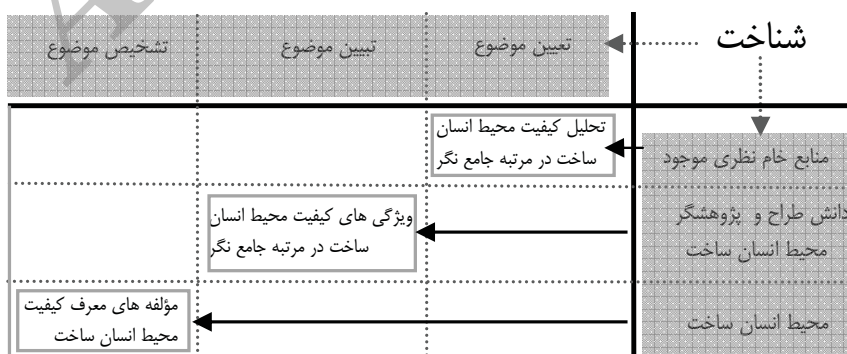 شناخت
تعیین موضوع
تبیین موضوع
تشخیص موضوع
منابع خام نظری موجود
تحلیل کیفیت محیط انسان
ساخت در مرتبه جامع نگر
دانش طراح و پژوهشگر
محیط انسان ساخت
ویژگی های کیفیت محیط انسان
ساخت در مرتبه جامع نگر
محیط انسان ساخت
مؤلفه های معرف کیفیت
محیط انسان ساخت